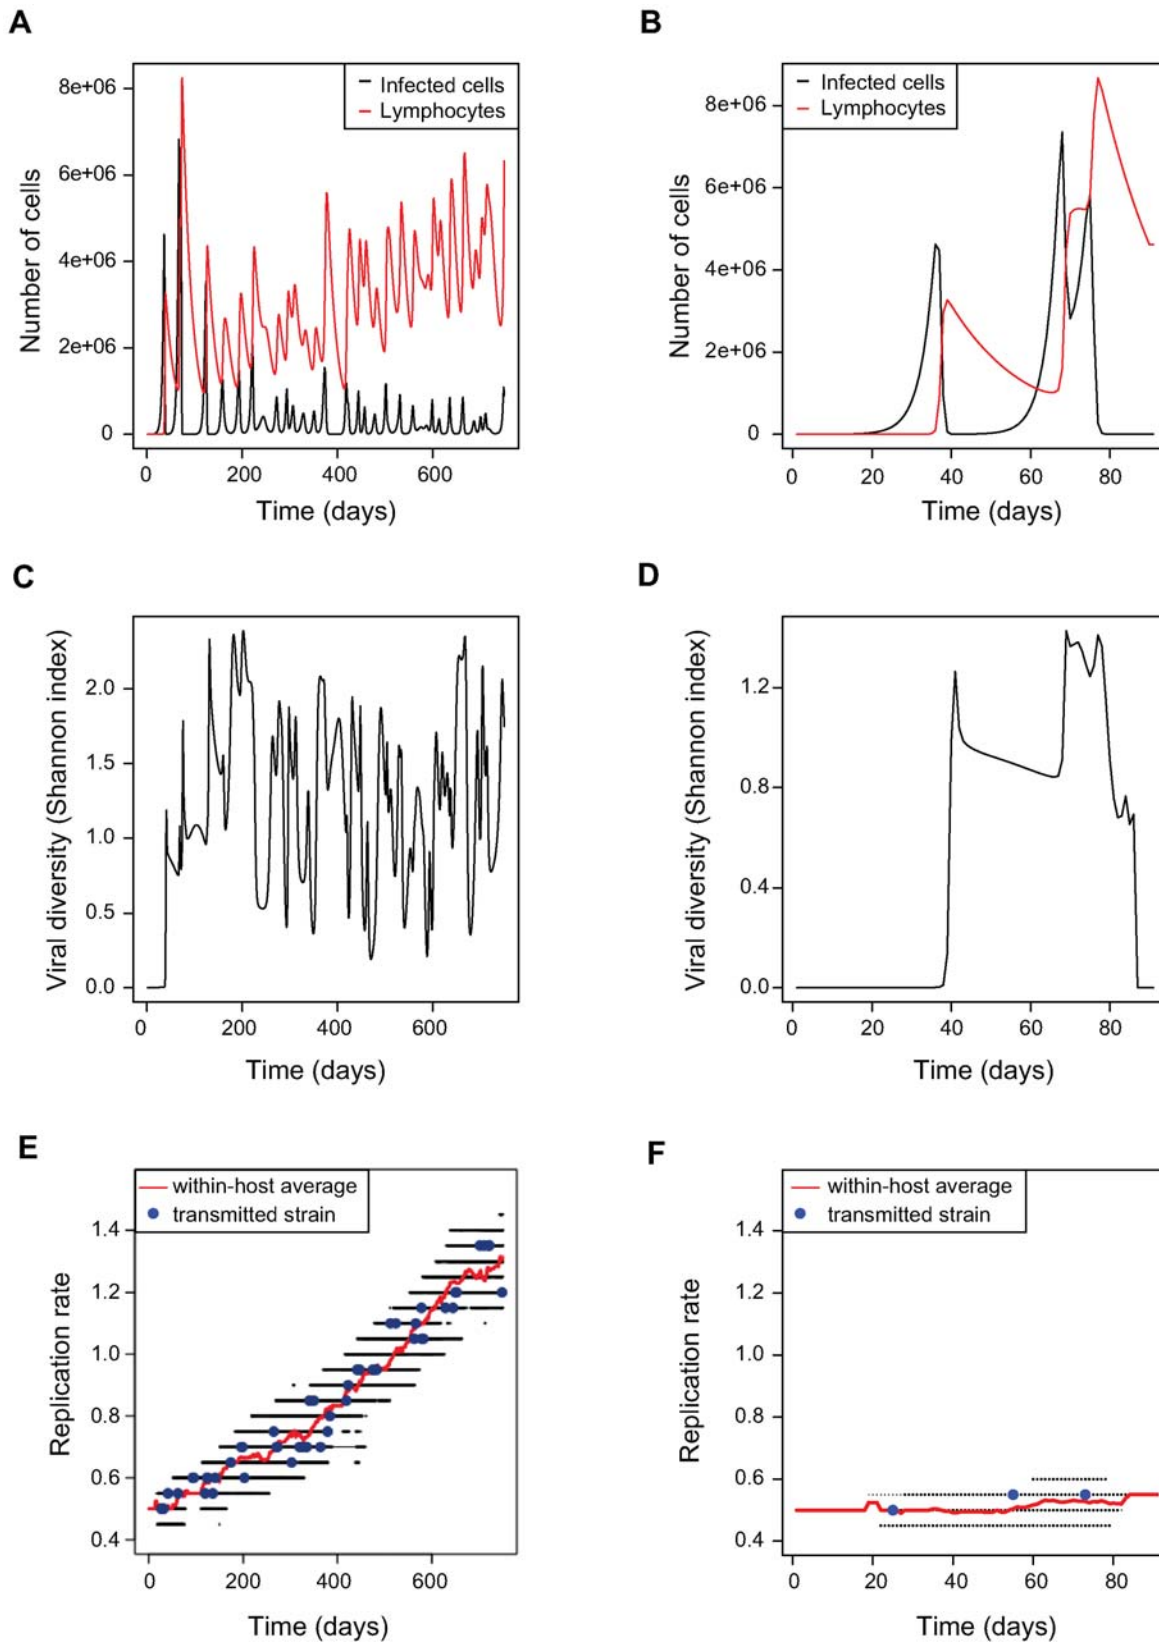 A
Number of cells
8e+06
6e+06
4e+06
2e+06
0
Infected cells
Lymphocytes
0 200 400 600
Time (days)
B
Number of cells
8e+06
6e+06
4e+06
2e+06
0
Infected cells
Lymphocytes
0 20 40 60 80
Time (days)
C
Viral diversity (Shannon index)
2.0
1.5
1.0
0.5
0.0
0 200 400 600
Time (days)
D
Viral diversity (Shannon index)
1.2
0.8
0.4
0.0
0 20 40 60 80
Time (days)
E
Replication rate
within-host average
transmitted strain
1.4
1.2
1.0
0.8
0.6
0.4
0 200 400 600
Time (days)
F
Replication rate
within-host average
transmitted strain
1.4
1.2
1.0
0.8
0.6
0.4
0 20 40 60 80
Time (days)